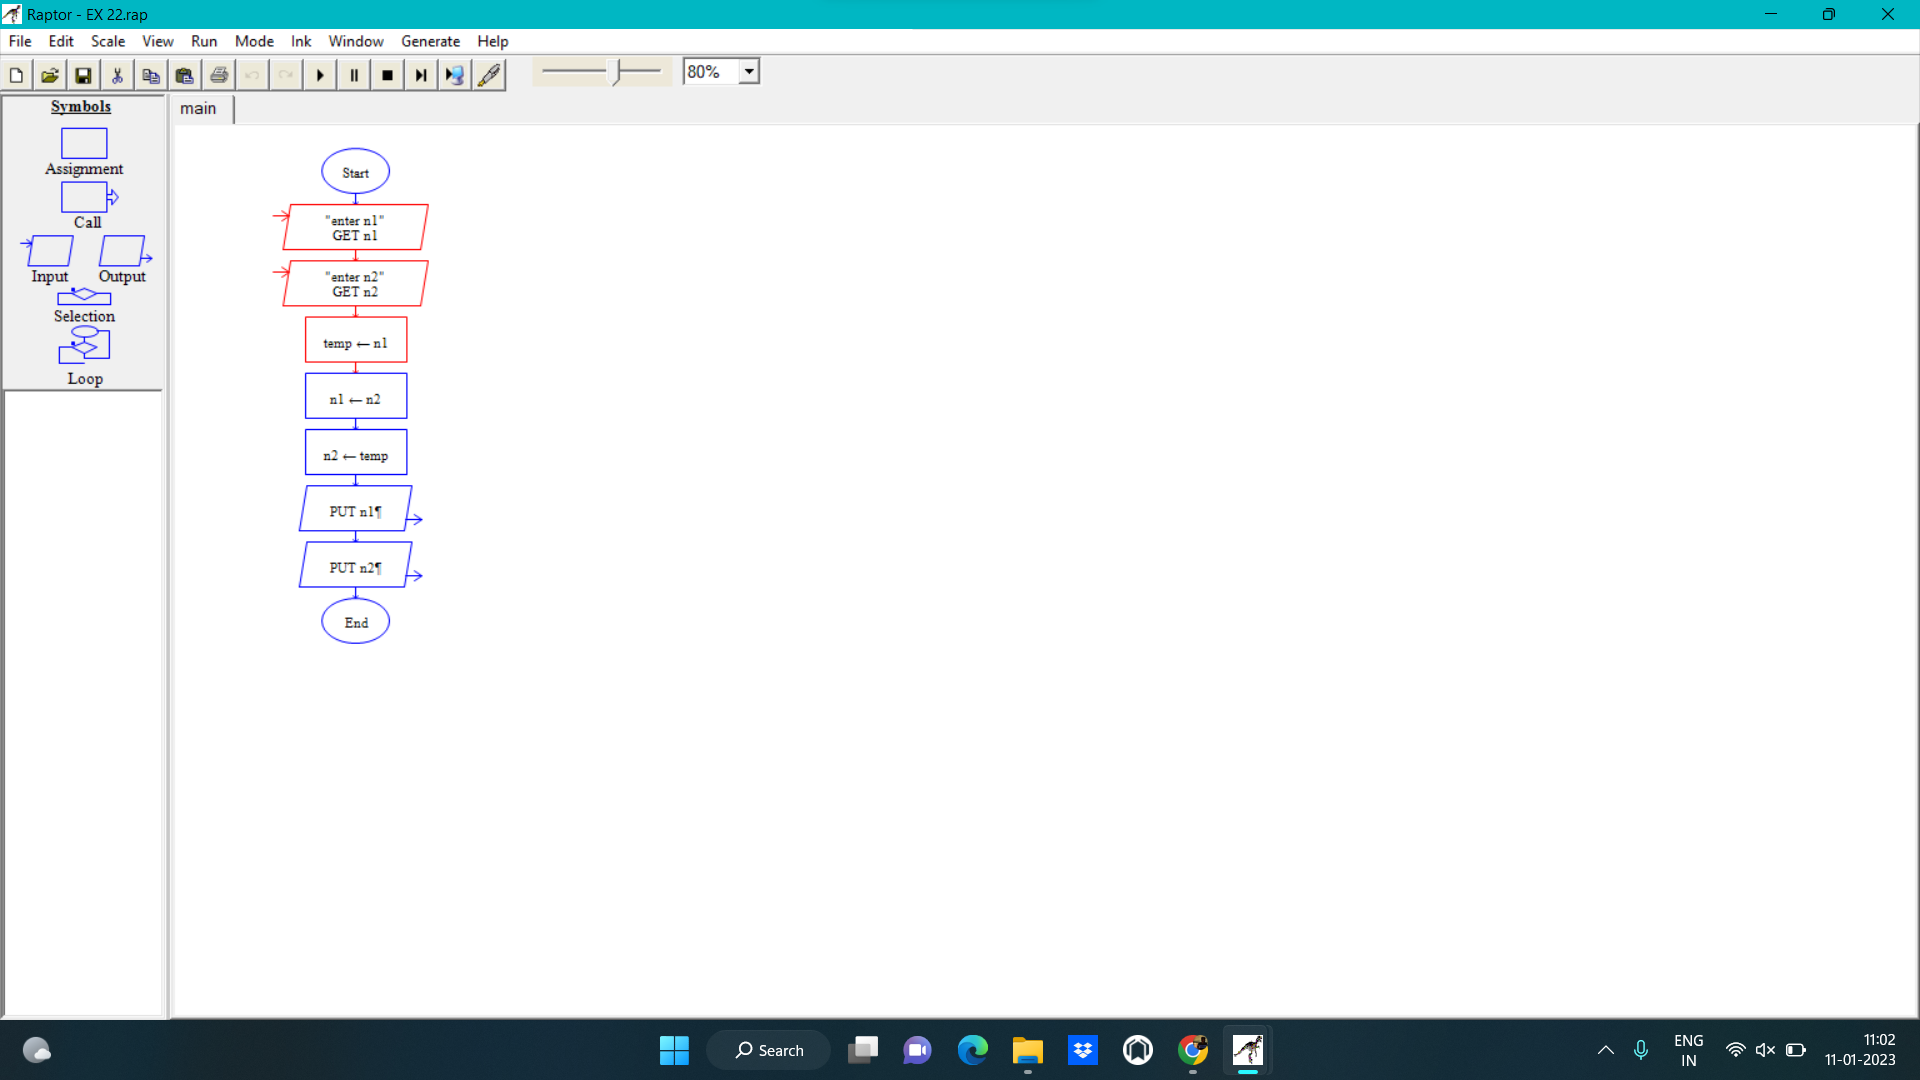 Raptor - EX 22.rap
File Edit Scale View Run Mode Ink Window Generate Help
80%
Symbols
main
Assignment
Call
Input Output
Selection
Loop
Start
"enter n1"
GET n1
"enter n2"
GET n2
temp ← n1
n1 ← n2
n2 ← temp
PUT n1¶
PUT n2¶
End
Search
ENG
IN
11:02
11-01-2023